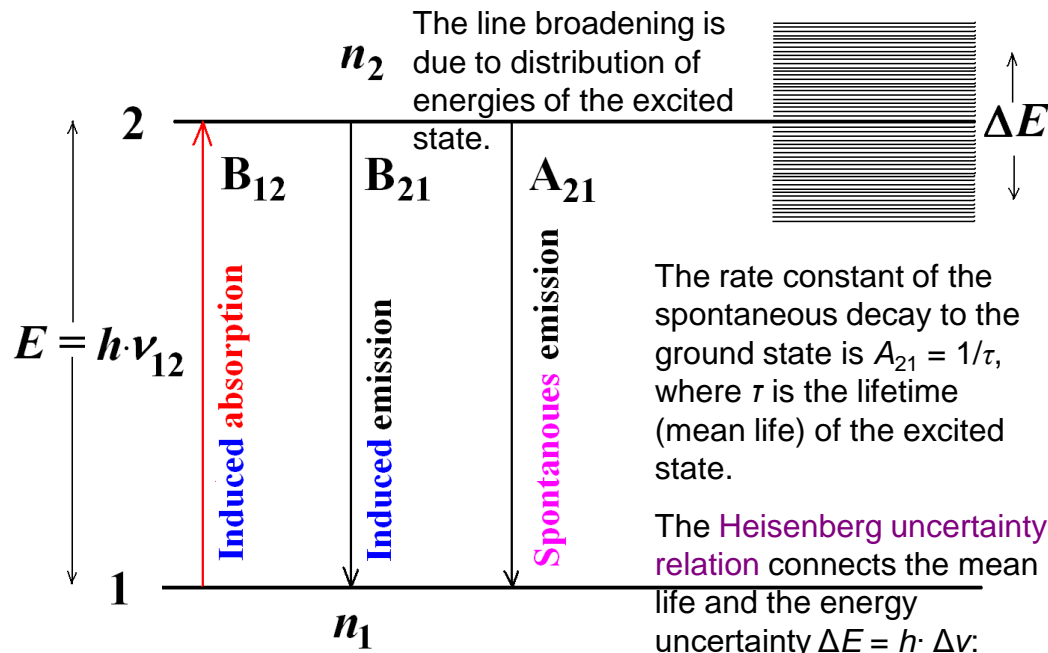 The line broadening is
due to distribution of
energies of the excited
state.
n2
2
ΔE
B12
B21
A21
E = h·ν12
Induced absorption
Induced emission
Spontanoues emission
The rate constant of the
spontaneous decay to the
ground state is A21 = 1/τ,
where τ is the lifetime
(mean life) of the excited
state.
The Heisenberg uncertainty
relation connects the mean
life and the energy
uncertainty ΔE = h· Δν:
1
n1